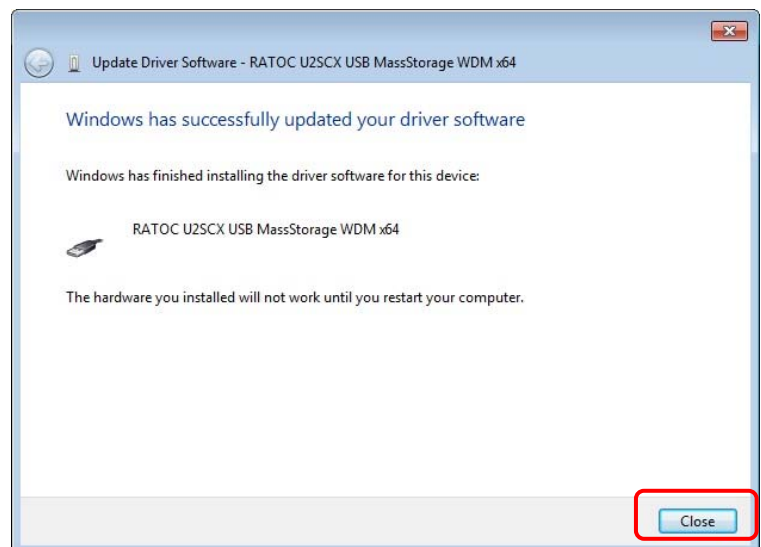 Update Driver Software - RATOC U2SCX USB MassStorage WDM x64
Windows has successfully updated your driver software
Windows has finished installing the driver software for this device:
RATOC U2SCX USB MassStorage WDM x64
The hardware you installed will not work until you restart your computer.
Close